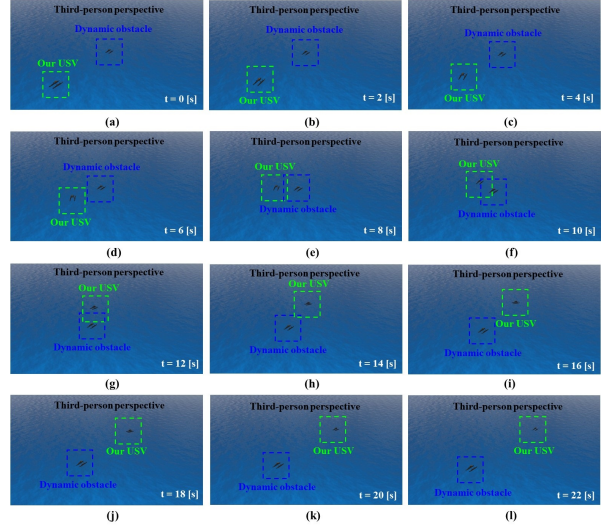 Third-person perspective
Dynamic obstacle
Our USV
t = 0 [s]
(a)
Third-person perspective
Dynamic obstacle
Our USV
t = 2 [s]
(b)
Third-person perspective
Dynamic obstacle
Our USV
t = 4 [s]
(c)
Third-person perspective
Dynamic obstacle
Our USV
t = 6 [s]
(d)
Third-person perspective
Our USV
Dynamic obstacle
t = 8 [s]
(e)
Third-person perspective
Our USV
Dynamic obstacle
t = 10 [s]
(f)
Third-person perspective
Our USV
Dynamic obstacle
t = 12 [s]
(g)
Third-person perspective
Our USV
Dynamic obstacle
t = 14 [s]
(h)
Third-person perspective
Our USV
Dynamic obstacle
t = 16 [s]
(i)
Third-person perspective
Our USV
Dynamic obstacle
t = 18 [s]
(j)
Third-person perspective
Our USV
Dynamic obstacle
t = 20 [s]
(k)
Third-person perspective
Our USV
Dynamic obstacle
t = 22 [s]
(l)